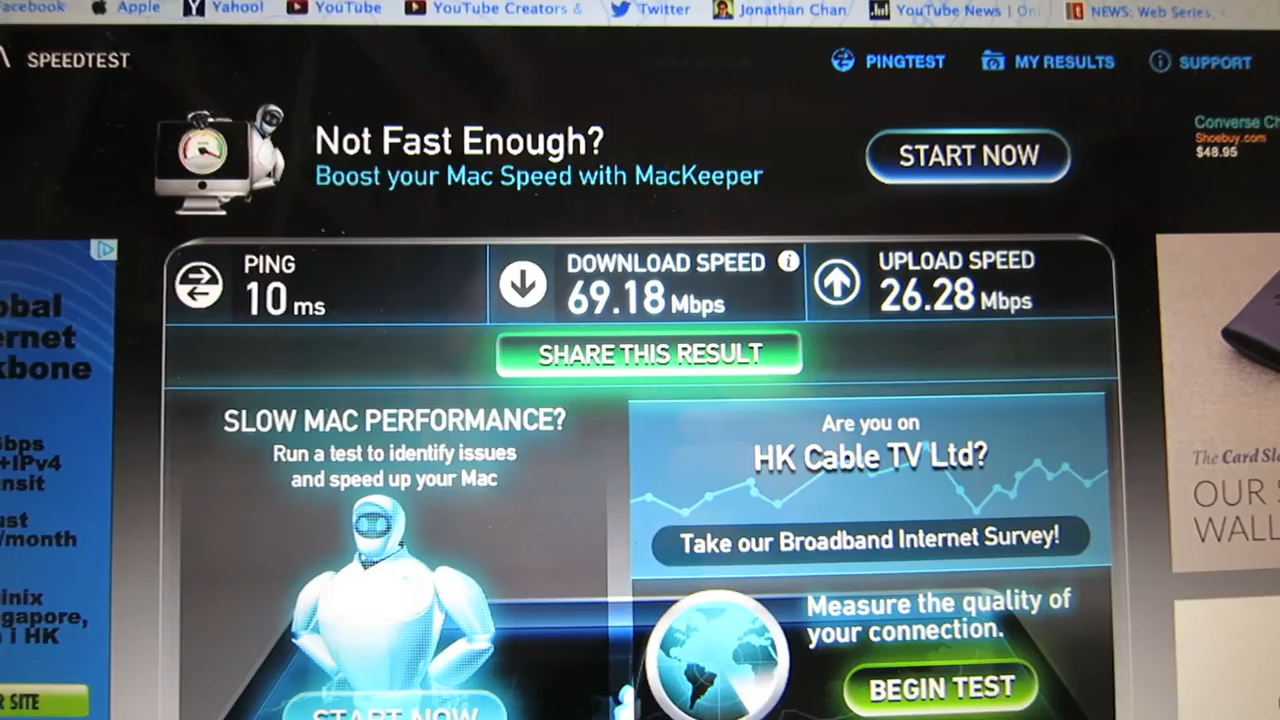 Apple
Yahoo!
YouTube
YouTube Creators &
Twitter
Jonathan Chan
YouTube News | Onl
NEWS: Web Series,
SPEEDTEST
PINGTEST
MY RESULTS
SUPPORT
Not Fast Enough?
Boost your Mac Speed with MacKeeper
START NOW
Converse Ch
Shoebuy.com
$48.95
PING
10 ms
DOWNLOAD SPEED
69.18 Mbps
UPLOAD SPEED
26.28 Mbps
SHARE THIS RESULT
SLOW MAC PERFORMANCE?
Run a test to identify issues
and speed up your Mac
START NOW
Are you on
HK Cable TV Ltd?
Take our Broadband Internet Survey!
Measure the quality of
your connection.
BEGIN TEST
obal
ernet
kbone
Gbps
+IPv4
nsit
ust
/month
inix
gapore,
I HK
SITE
The Card Sl
OUR
WALL